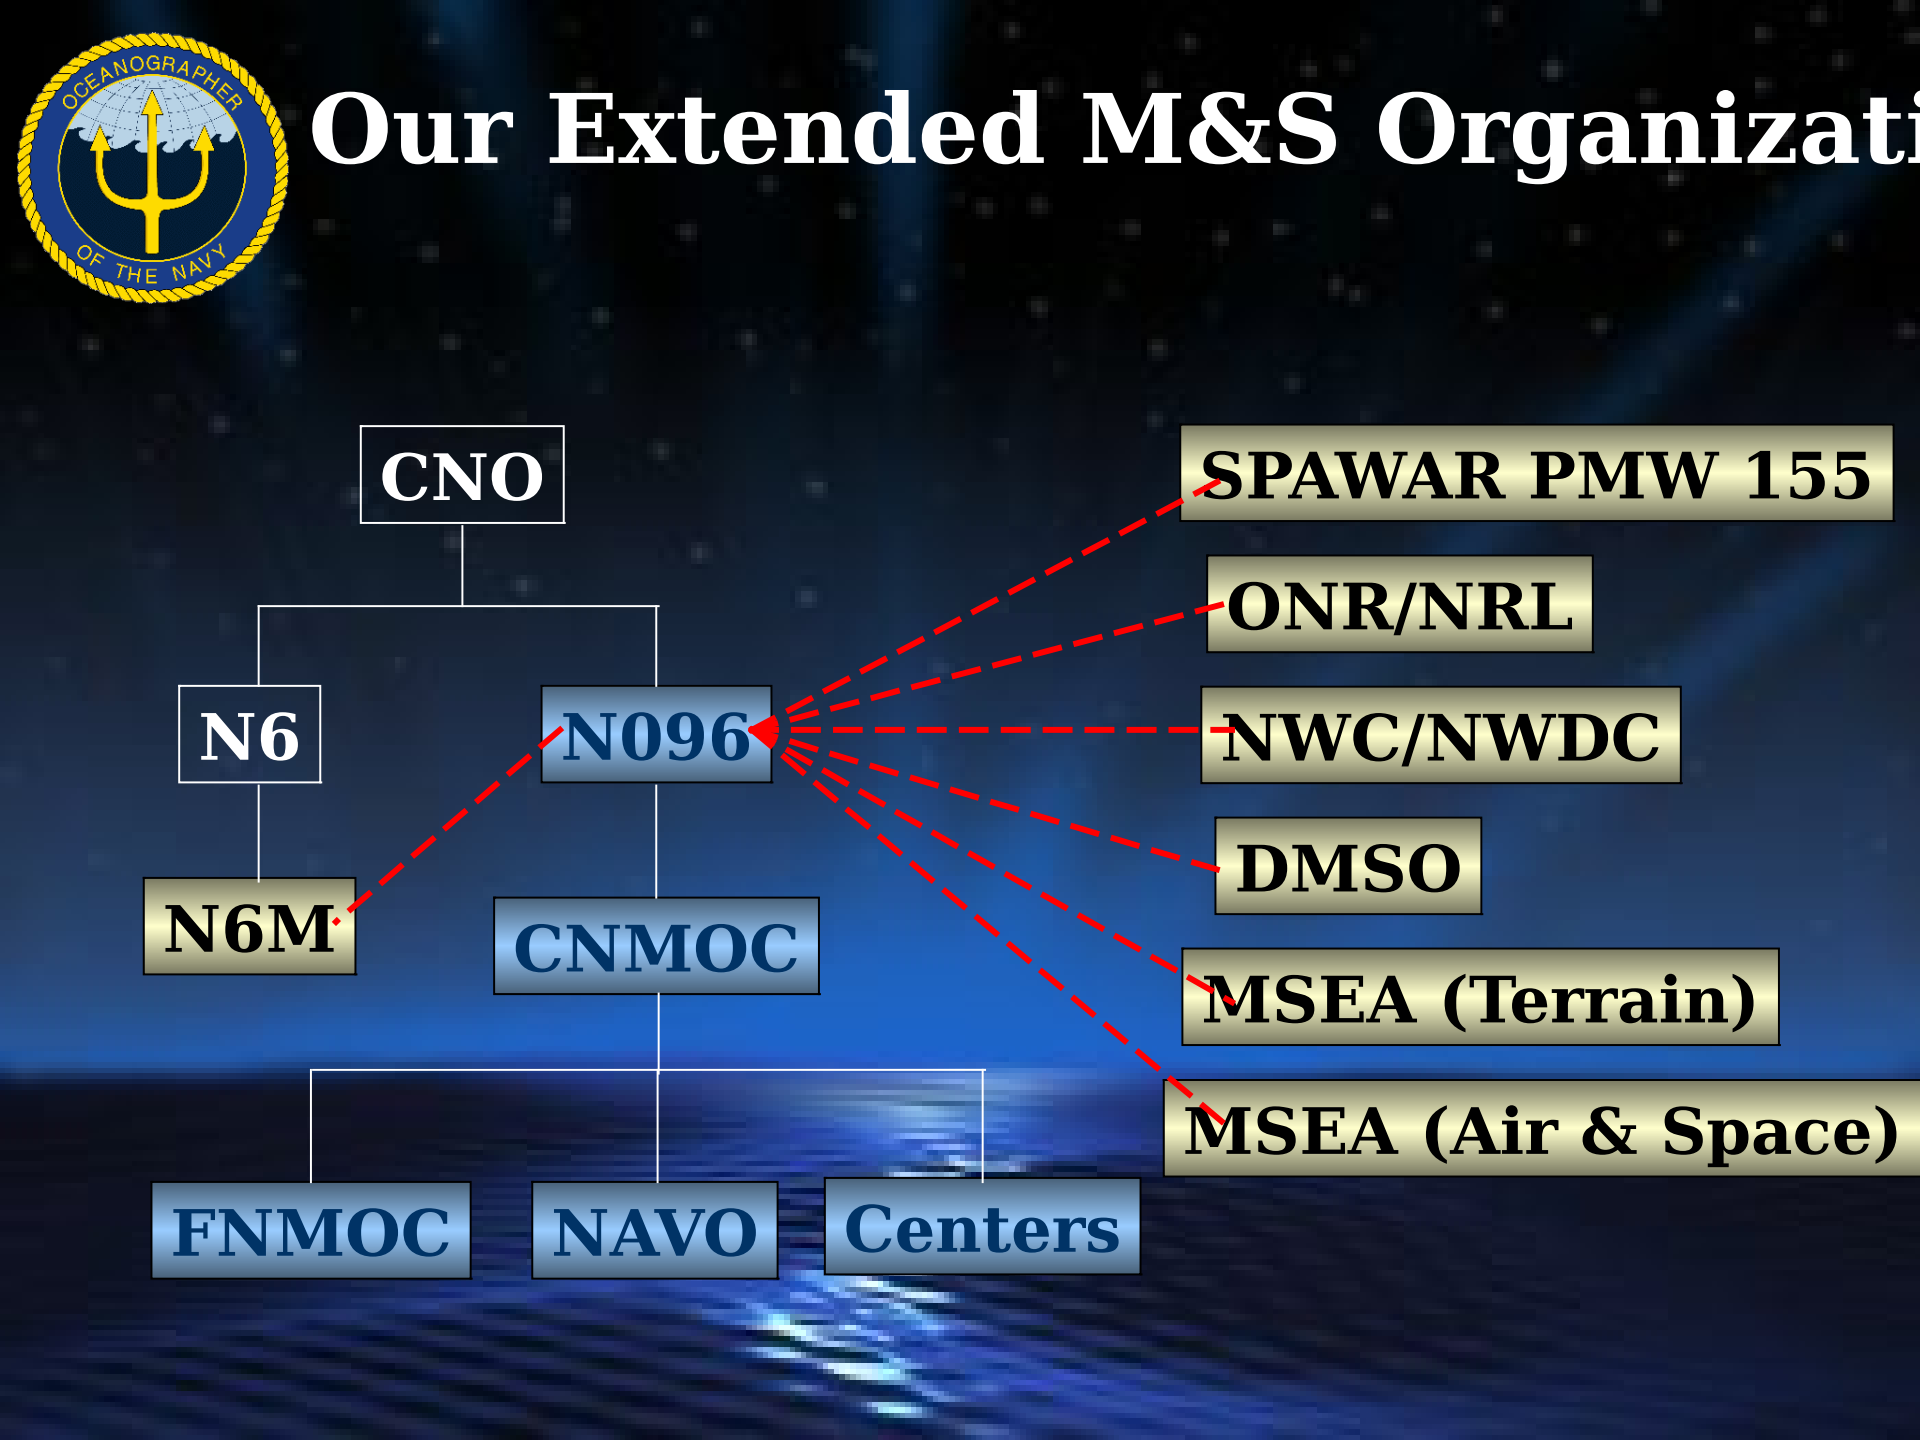 OCEANOGRAPHER
OF THE NAVY
Our Extended M&S Organizati
CNO
N6
N096
N6M
CNMOC
FNMOC
NAVO
Centers
SPAWAR PMW 155
ONR/NRL
NWC/NWDC
DMSO
MSEA (Terrain)
MSEA (Air & Space)